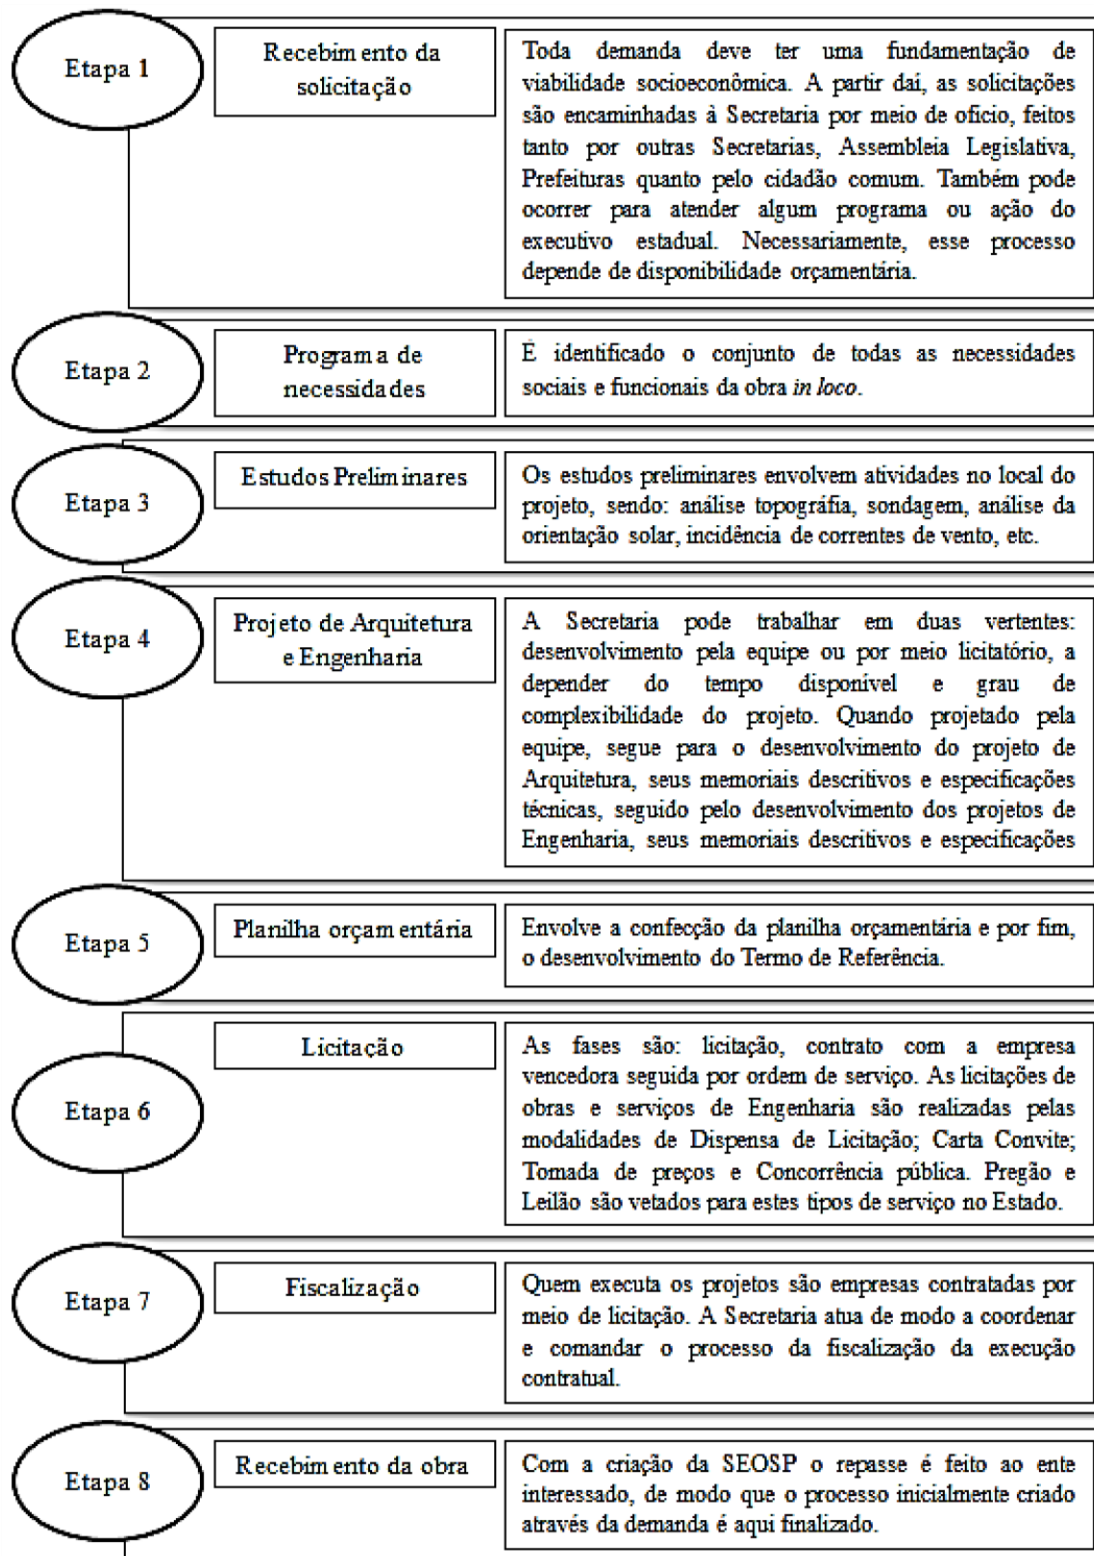 Etapa 1
Recebimento da
solicitação
Toda demanda deve ter uma fundamentação de
viabilidade socioeconômica. A partir daí, as solicitações
são encaminhadas à Secretaria por meio de oficio, feitos
tanto por outras Secretarias, Assembleia Legislativa,
Prefeituras quanto pelo cidadão comum. Também pode
ocorrer para atender algum programa ou ação do
executivo estadual. Necessariamente, esse processo
depende de disponibilidade orçamentária.
Etapa 2
Programa de
necessidades
É identificado o conjunto de todas as necessidades
sociais e funcionais da obra in loco.
Etapa 3
Estudos Preliminares
Os estudos preliminares envolvem atividades no local do
projeto, sendo: análise topográfia, sondagem, análise da
orientação solar, incidência de correntes de vento, etc.
Etapa 4
Projeto de Arquitetura
e Engenharia
A Secretaria pode trabalhar em duas vertentes:
desenvolvimento pela equipe ou por meio licitatório, a
depender do tempo disponível e grau de
complexibilidade do projeto. Quando projetado pela
equipe, segue para o desenvolvimento do projeto de
Arquitetura, seus memoriais descritivos e especificações
técnicas, seguido pelo desenvolvimento dos projetos de
Engenharia, seus memoriais descritivos e especificações
Etapa 5
Planilha orçamentária
Envolve a confecção da planilha orçamentária e por fim,
o desenvolvimento do Termo de Referência.
Etapa 6
Licitação
As fases são: licitação, contrato com a empresa
vencedora seguida por ordem de serviço. As licitações de
obras e serviços de Engenharia são realizadas pelas
modalidades de Dispensa de Licitação; Carta Convite;
Tomada de preços e Concorrência pública. Pregão e
Leilão são vetados para estes tipos de serviço no Estado.
Etapa 7
Fiscalização
Quem executa os projetos são empresas contratadas por
meio de licitação. A Secretaria atua de modo a coordenar
e comandar o processo da fiscalização da execução
contratual.
Etapa 8
Recebimento da obra
Com a criação da SEOSP o repasse é feito ao ente
interessado, de modo que o processo inicialmente criado
através da demanda é aqui finalizado.